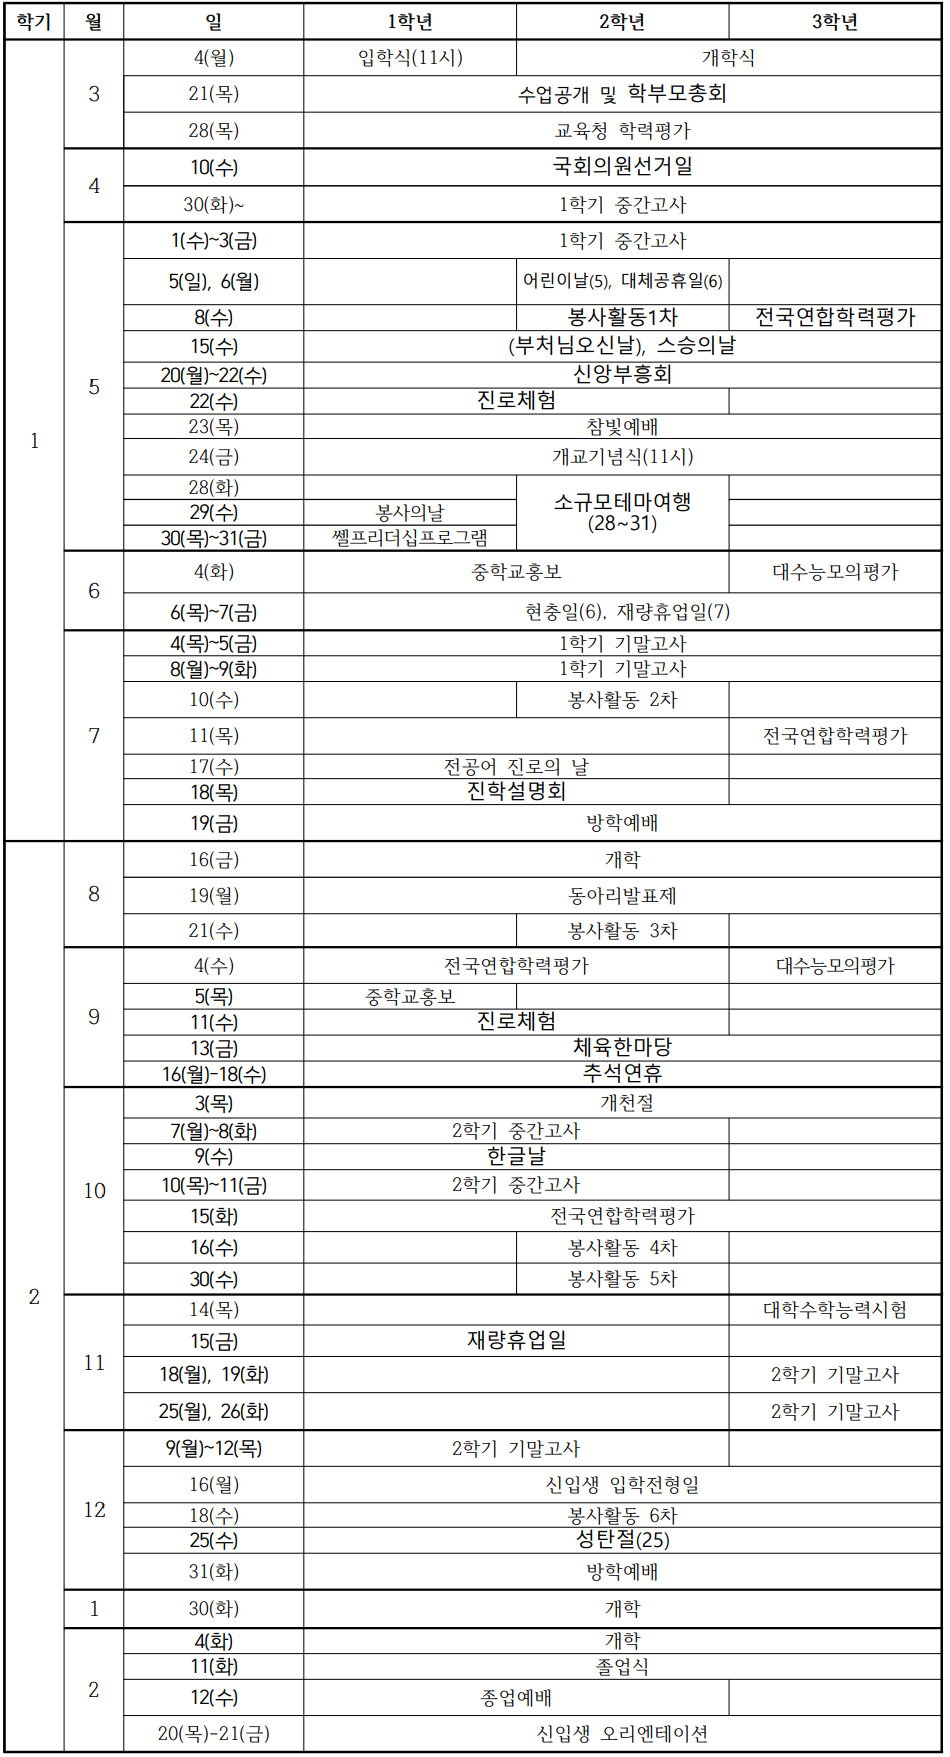 학기 월 일 1학년 2학년 3학년
1
3
4(월) 입학식(11시) 개학식
21(목) 수업공개 및 학부모총회
28(목) 교육청 학력평가
4
10(수) 국회의원선거일
30(화)~ 1학기 중간고사
5
1(수)~3(금) 1학기 중간고사
5(일), 6(월) 어린이날(5), 대체공휴일(6)
8(수) 봉사활동1차 전국연합학력평가
15(수) (부처님오신날), 스승의날
20(월)~22(수) 신앙부흥회
22(수) 진로체험
23(목) 참빛예배
24(금) 개교기념식(11시)
28(화) 소규모테마여행
(28~31)
29(수) 봉사의날
30(목)~31(금) 쎌프리더십프로그램
6
4(화) 중학교홍보 대수능모의평가
6(목)~7(금) 현충일(6), 재량휴업일(7)
7
4(목)~5(금) 1학기 기말고사
8(월)~9(화) 1학기 기말고사
10(수) 봉사활동 2차
11(목) 전국연합학력평가
17(수) 전공어 진로의 날
18(목) 진학설명회
19(금) 방학예배
2
8
16(금) 개학
19(월) 동아리발표제
21(수) 봉사활동 3차
9
4(수) 전국연합학력평가 대수능모의평가
5(목) 중학교홍보
11(수) 진로체험
13(금) 체육한마당
16(월)-18(수) 추석연휴
10
3(목) 개천절
7(월)~8(화) 2학기 중간고사
9(수) 한글날
10(목)~11(금) 2학기 중간고사
15(화) 전국연합학력평가
16(수) 봉사활동 4차
30(수) 봉사활동 5차
11
14(목) 대학수학능력시험
15(금) 재량휴업일
18(월), 19(화) 2학기 기말고사
25(월), 26(화) 2학기 기말고사
12
9(월)~12(목) 2학기 기말고사
16(월) 신입생 입학전형일
18(수) 봉사활동 6차
25(수) 성탄절(25)
31(화) 방학예배
1
30(화) 개학
2
4(화) 개학
11(화) 졸업식
12(수) 종업예배
20(목)-21(금) 신입생 오리엔테이션